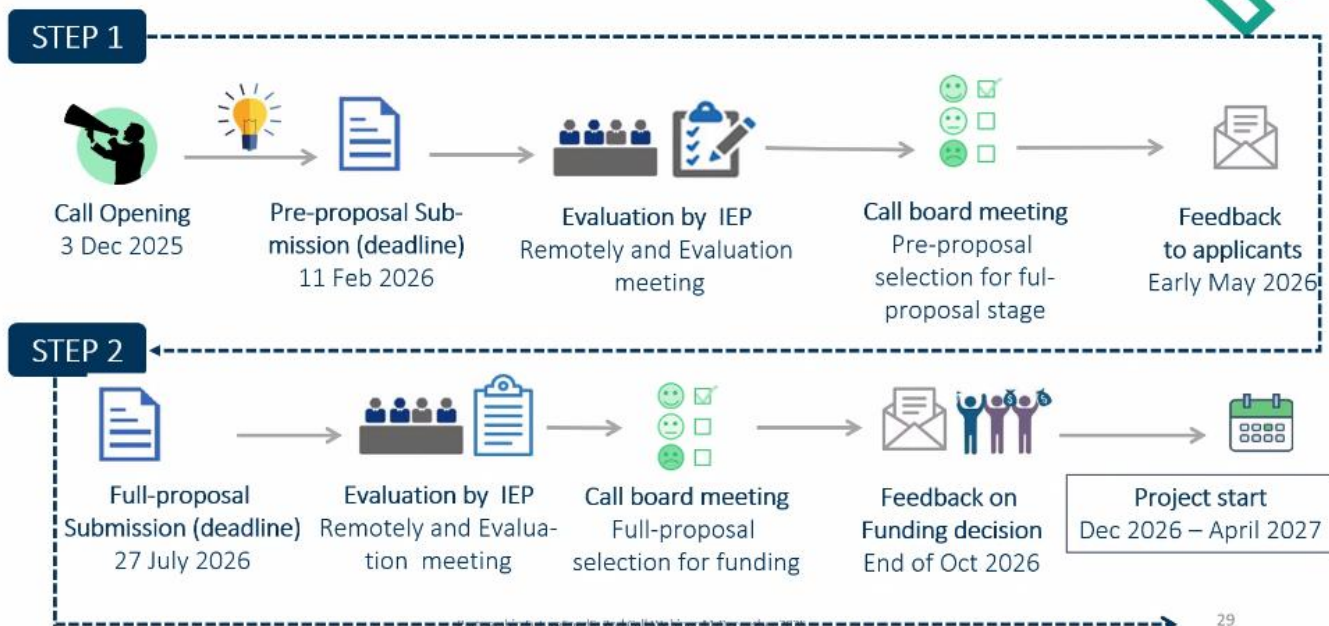 STEP 1
Call Opening
3 Dec 2025
Pre-proposal Sub-
mission (deadline)
11 Feb 2026
Evaluation by IEP
Remotely and Evaluation
meeting
Call board meeting
Pre-proposal
selection for ful-
proposal stage
Feedback
to applicants
Early May 2026
STEP 2
Full-proposal
Submission (deadline)
27 July 2026
Evaluation by IEP
Remotely and Evalua-
tion meeting
Call board meeting
Full-proposal
selection for funding
Feedback on
Funding decision
End of Oct 2026
Project start
Dec 2026 – April 2027
29